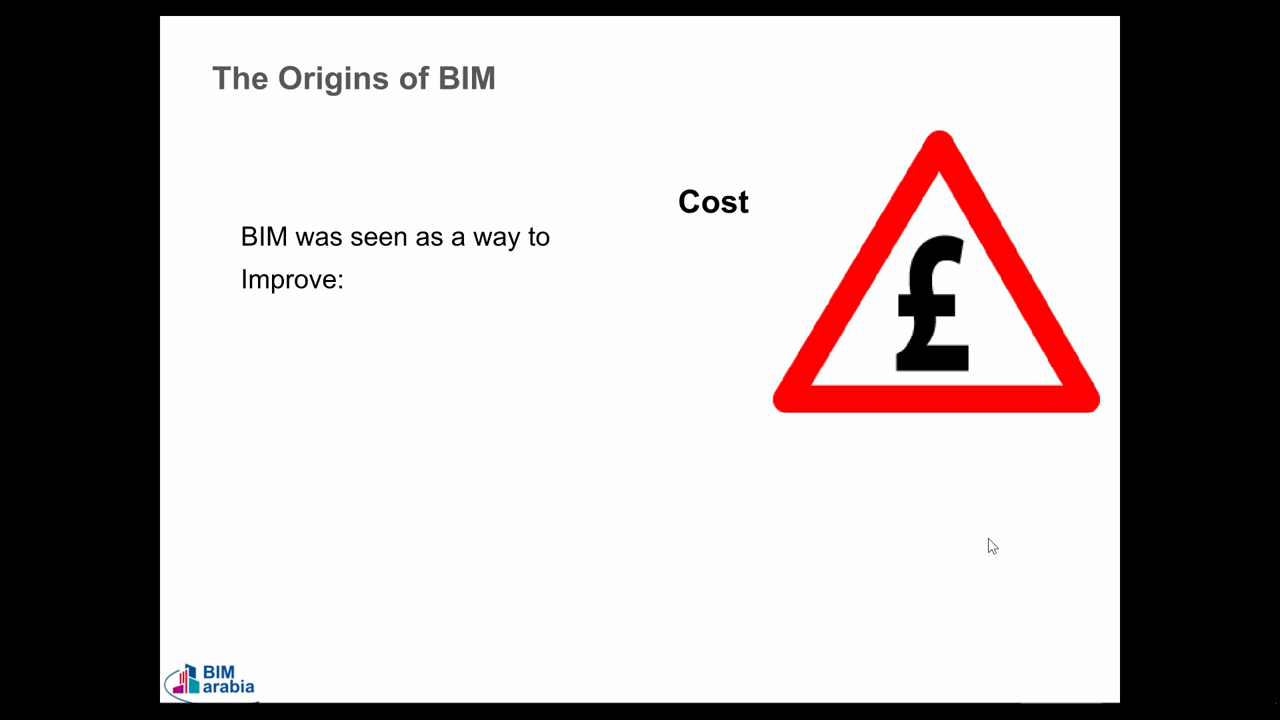 The Origins of BIM
Cost
BIM was seen as a way to
Improve:
£
BIM
arabia